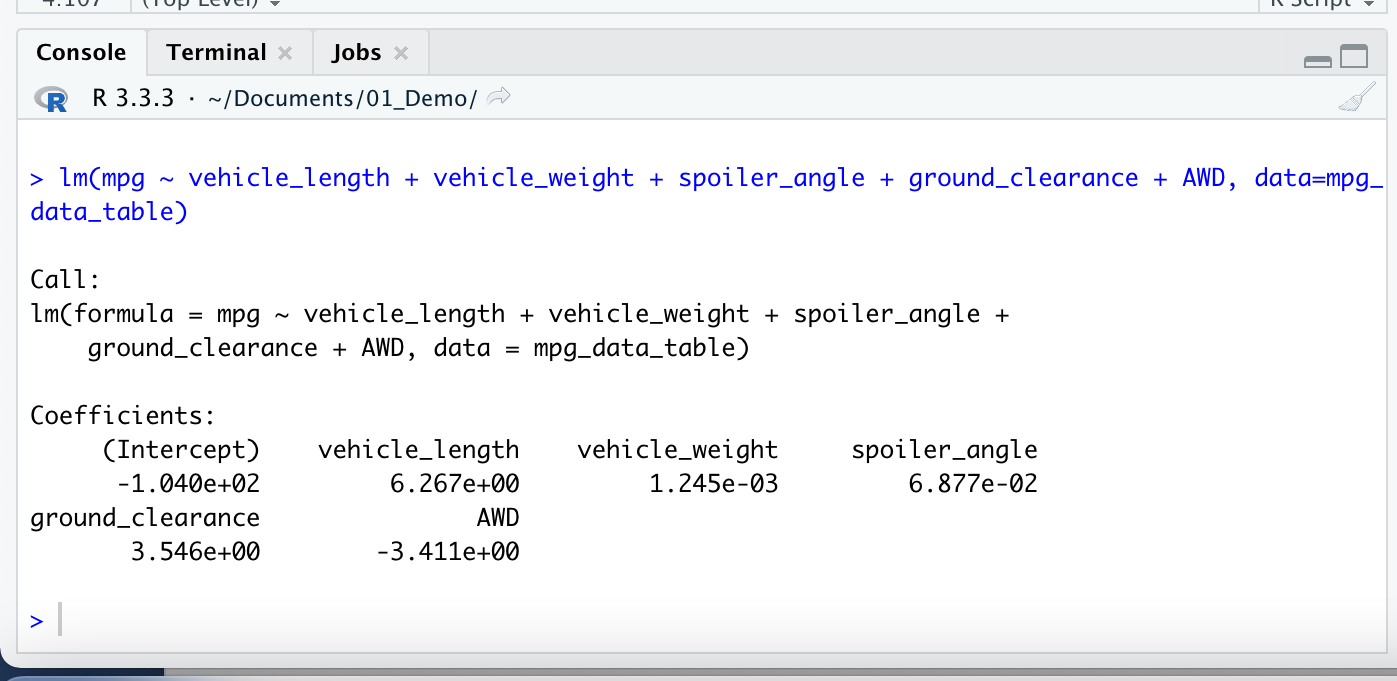 (Top Level)
R Script
Console Terminal Jobs
R 3.3.3 · ~/Documents/01_Demo/
> lm(mpg ~ vehicle_length + vehicle_weight + spoiler_angle + ground_clearance + AWD, data=mpg_
data_table)
Call:
lm(formula = mpg ~ vehicle_length + vehicle_weight + spoiler_angle +
    ground_clearance + AWD, data = mpg_data_table)
Coefficients:
     (Intercept)    vehicle_length    vehicle_weight     spoiler_angle
      -1.040e+02         6.267e+00         1.245e-03         6.877e-02
ground_clearance               AWD
       3.546e+00        -3.411e+00
>